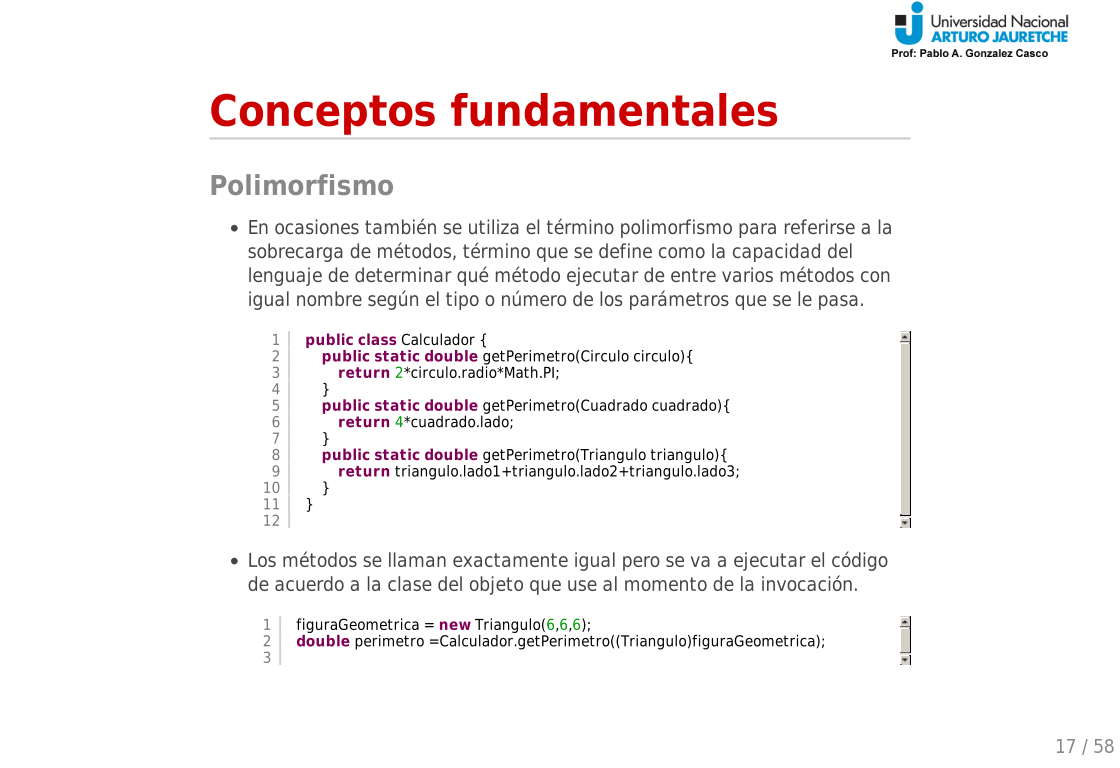 Universidad Nacional
ARTURO JAURETCHE
Prof: Pablo A. Gonzalez Casco
Conceptos fundamentales
Polimorfismo
• En ocasiones también se utiliza el término polimorfismo para referirse a la
sobrecarga de métodos, término que se define como la capacidad del
lenguaje de determinar qué método ejecutar de entre varios métodos con
igual nombre según el tipo o número de los parámetros que se le pasa.
1 public class Calculador {
2     public static double getPerimetro(Circulo circulo){
3         return 2*circulo.radio*Math.PI;
4     }
5     public static double getPerimetro(Cuadrado cuadrado){
6         return 4*cuadrado.lado;
7     }
8     public static double getPerimetro(Triangulo triangulo){
9         return triangulo.lado1+triangulo.lado2+triangulo.lado3;
10     }
11 }
12
• Los métodos se llaman exactamente igual pero se va a ejecutar el código
de acuerdo a la clase del objeto que use al momento de la invocación.
1 figuraGeometrica = new Triangulo(6,6,6);
2 double perimetro =Calculador.getPerimetro((Triangulo)figuraGeometrica);
3
17 / 58